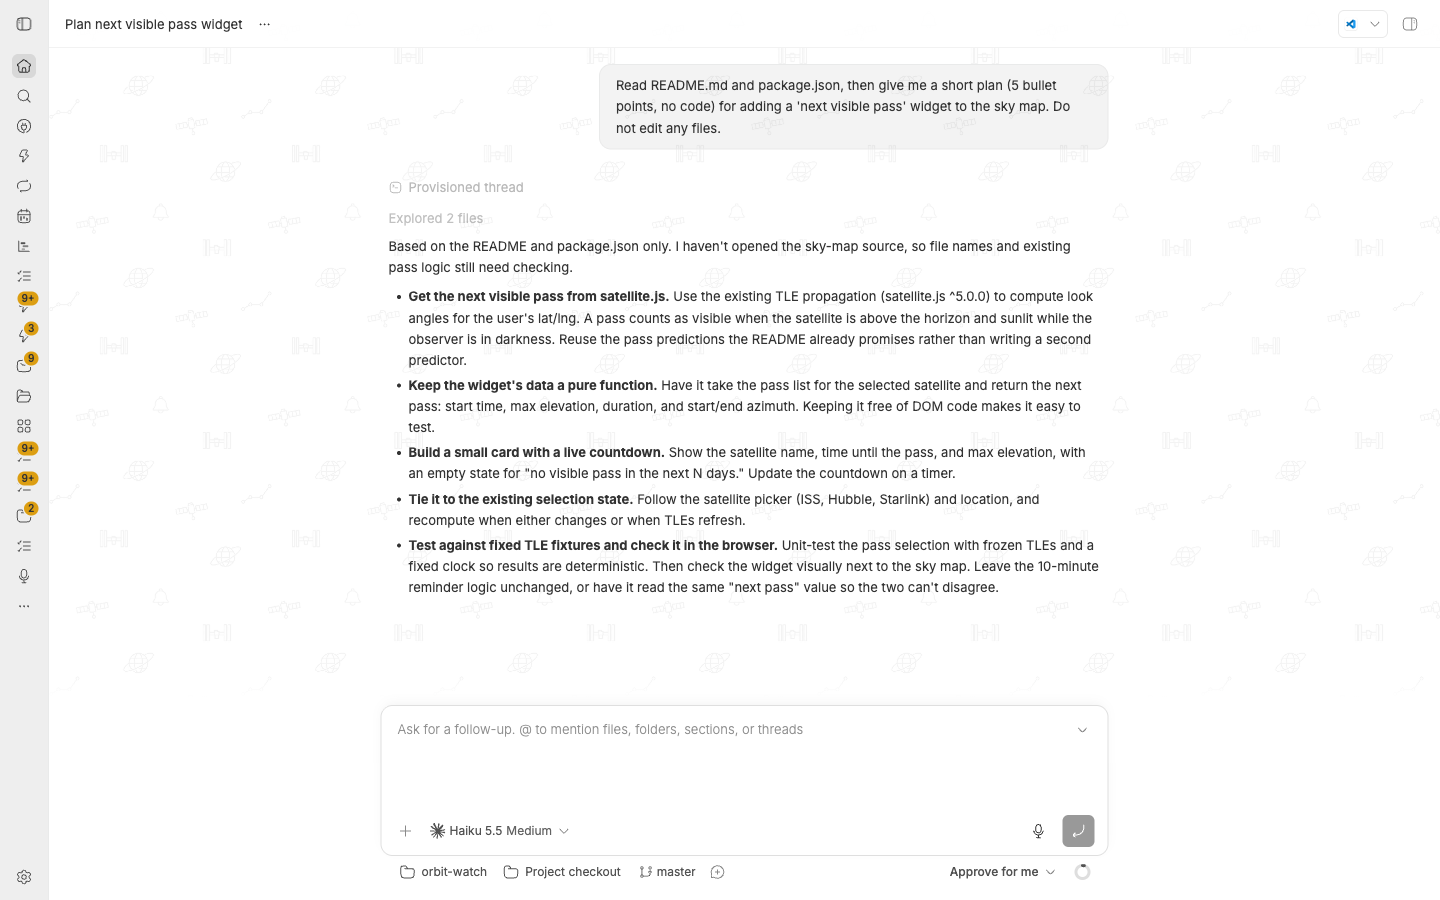 Plan next visible pass widget
Read README.md and package.json, then give me a short plan (5 bullet
points, no code) for adding a 'next visible pass' widget to the sky map. Do
not edit any files.
Provisioned thread
Explored 2 files
Based on the README and package.json only. I haven't opened the sky-map source, so file names and existing
pass logic still need checking.
• Get the next visible pass from satellite.js. Use the existing TLE propagation (satellite.js ^5.0.0) to compute look
angles for the user's lat/lng. A pass counts as visible when the satellite is above the horizon and sunlit while the
observer is in darkness. Reuse the pass predictions the README already promises rather than writing a second
predictor.
• Keep the widget's data a pure function. Have it take the pass list for the selected satellite and return the next
pass: start time, max elevation, duration, and start/end azimuth. Keeping it free of DOM code makes it easy to
test.
• Build a small card with a live countdown. Show the satellite name, time until the pass, and max elevation, with
an empty state for "no visible pass in the next N days." Update the countdown on a timer.
• Tie it to the existing selection state. Follow the satellite picker (ISS, Hubble, Starlink) and location, and
recompute when either changes or when TLEs refresh.
• Test against fixed TLE fixtures and check it in the browser. Unit-test the pass selection with frozen TLEs and a
fixed clock so results are deterministic. Then check the widget visually next to the sky map. Leave the 10-minute
reminder logic unchanged, or have it read the same "next pass" value so the two can't disagree.
9+
3
9
9+
9+
2
Ask for a follow-up. @ to mention files, folders, sections, or threads
Haiku 5.5 Medium
orbit-watch Project checkout master Approve for me